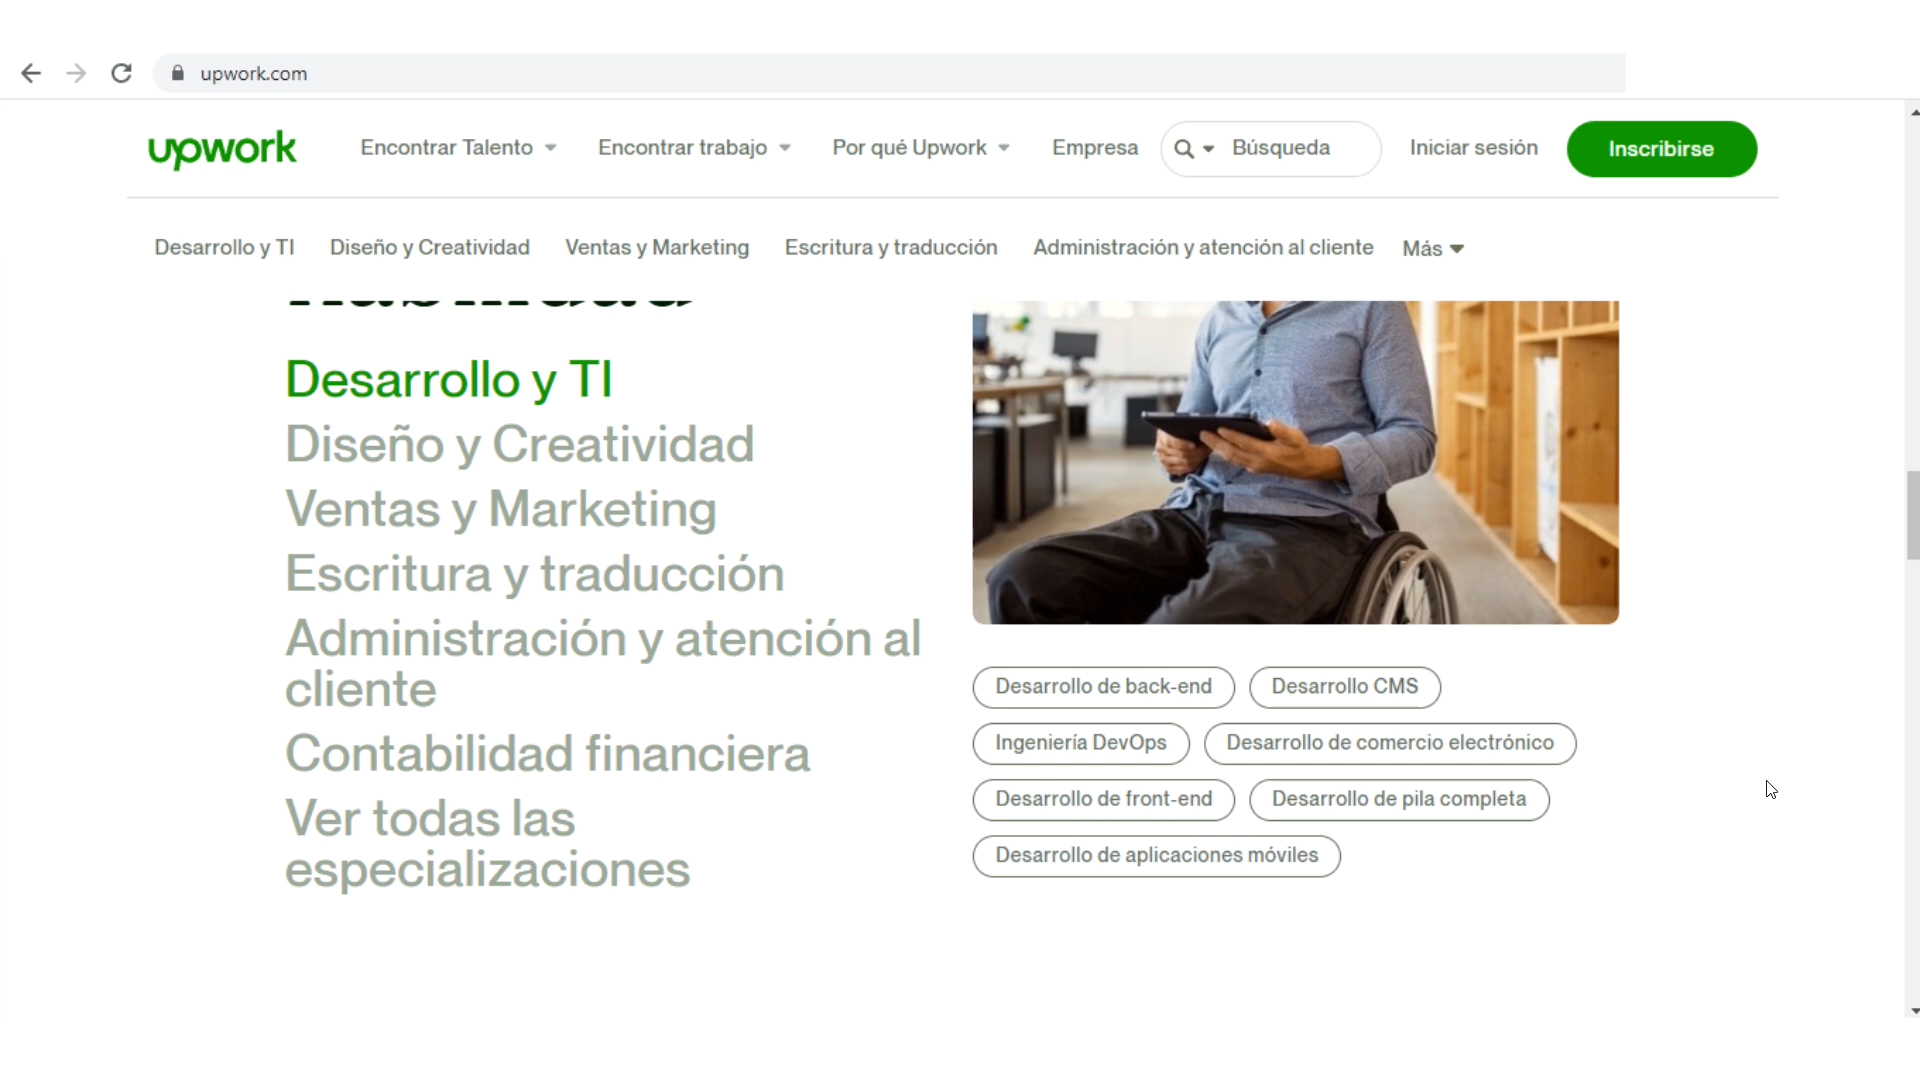 upwork.com
upwork
Encontrar Talento
Encontrar trabajo
Por qué Upwork
Empresa
Búsqueda
Iniciar sesión
Inscribirse
Desarrollo y TI
Diseño y Creatividad
Ventas y Marketing
Escritura y traducción
Administración y atención al cliente
Más
Desarrollo y TI
Diseño y Creatividad
Ventas y Marketing
Escritura y traducción
Administración y atención al
cliente
Contabilidad financiera
Ver todas las
especializaciones
Desarrollo de back-end
Desarrollo CMS
Ingeniería DevOps
Desarrollo de comercio electrónico
Desarrollo de front-end
Desarrollo de pila completa
Desarrollo de aplicaciones móviles